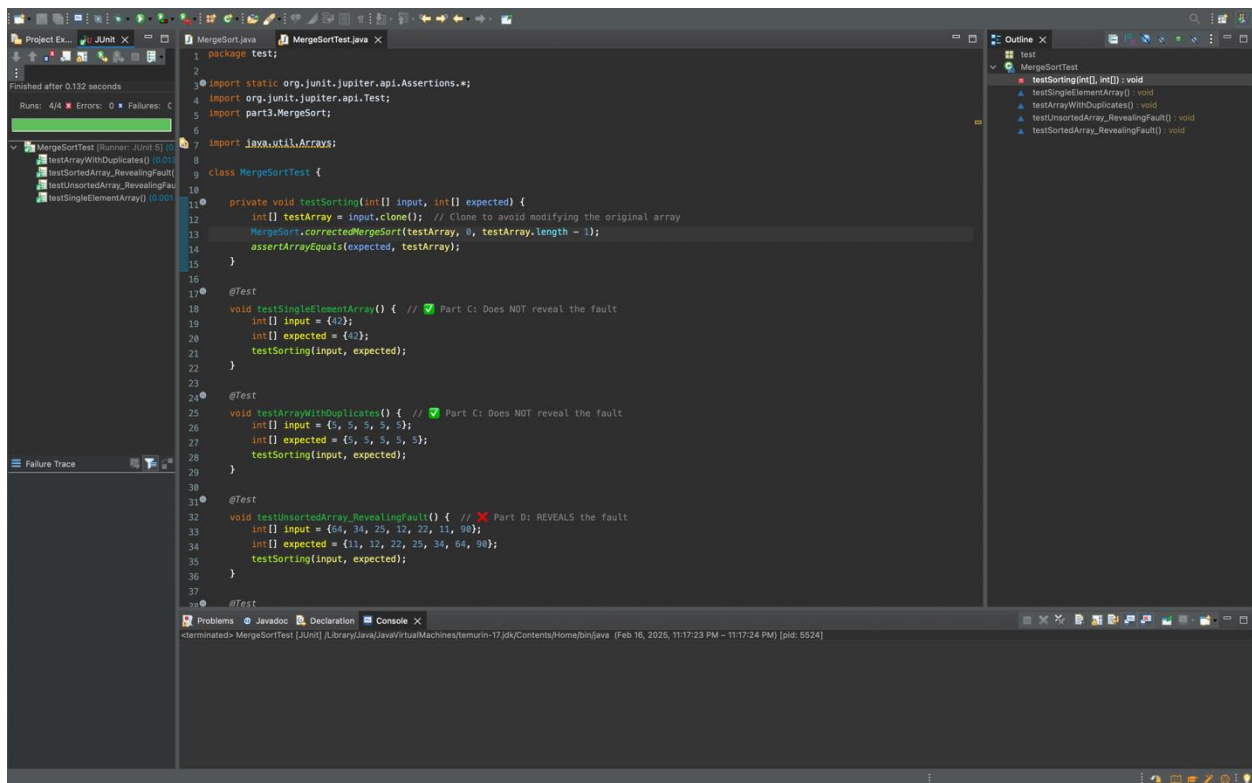 Project Ex...
JUnit
Finished after 0.132 seconds
Runs: 4/4 Errors: 0 Failures:
MergeSortTest [Runner: JUnit 5]
testArrayWithDuplicates() (0.013
testSortedArray_RevealingFault(
testUnsortedArray_RevealingFau
testSingleElementArray() (0.001
Failure Trace
MergeSort.java
MergeSortTest.java
1 package test;
2
3 import static org.junit.jupiter.api.Assertions.*;
4 import org.junit.jupiter.api.Test;
5 import part3.MergeSort;
6
7 import java.util.Arrays;
8
9 class MergeSortTest {
10
11 private void testSorting(int[] input, int[] expected) {
12 int[] testArray = input.clone(); // Clone to avoid modifying the original array
13 MergeSort.correctedMergeSort(testArray, 0, testArray.length - 1);
14 assertArrayEquals(expected, testArray);
15 }
16
17 @Test
18 void testSingleElementArray() { // ✅ Part C: Does NOT reveal the fault
19 int[] input = {42};
20 int[] expected = {42};
21 testSorting(input, expected);
22 }
23
24 @Test
25 void testArrayWithDuplicates() { // ✅ Part C: Does NOT reveal the fault
26 int[] input = {5, 5, 5, 5, 5};
27 int[] expected = {5, 5, 5, 5, 5};
28 testSorting(input, expected);
29 }
30
31 @Test
32 void testUnsortedArray_RevealingFault() { // ❌ Part D: REVEALS the fault
33 int[] input = {64, 34, 25, 12, 22, 11, 90};
34 int[] expected = {11, 12, 22, 25, 34, 64, 90};
35 testSorting(input, expected);
36 }
37
38 @Test
Outline
test
MergeSortTest
testSorting(int[], int[]) : void
testSingleElementArray() : void
testArrayWithDuplicates() : void
testUnsortedArray_RevealingFault() : void
testSortedArray_RevealingFault() : void
Problems Javadoc Declaration Console
<terminated> MergeSortTest [JUnit] /Library/Java/JavaVirtualMachines/temurin-17.jdk/Contents/Home/bin/java (Feb 16, 2025, 11:17:23 PM – 11:17:24 PM) [pid: 5524]